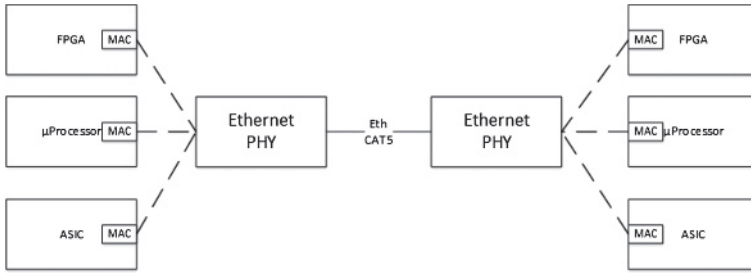 FPGA MAC
MAC FPGA
Ethernet
PHY
Eth
CAT5
Ethernet
PHY
µProcessor MAC
MAC µProcessor
ASIC MAC
MAC ASIC